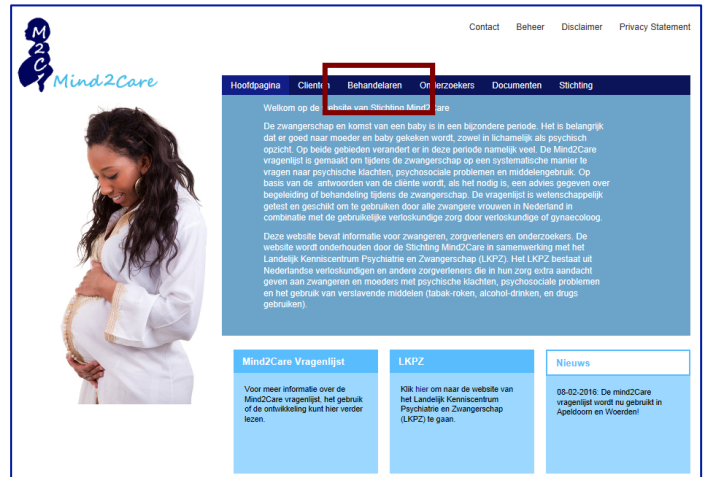 Contact Beheer Disclaimer Privacy Statement
M
2
C
Mind2Care
Hoofdpagina Clienten Behandelaren Onderzoekers Documenten Stichting
Welkom op de website van Stichting Mind2Care
De zwangerschap en komst van een baby is in een bijzondere periode. Het is belangrijk
dat er goed naar moeder en baby gekeken wordt, zowel in lichamelijk als psychisch
opzicht. Op beide gebieden verandert er in deze periode namelijk veel. De Mind2Care
vragenlijst is gemaakt om tijdens de zwangerschap op een systematische manier te
vragen naar psychische klachten, psychosociale problemen en middelengebruik. Op
basis van de antwoorden van de cliënte wordt, als het nodig is, een advies gegeven over
begeleiding of behandeling tijdens de zwangerschap. De vragenlijst is wetenschappelijk
getest en geschikt om te gebruiken door alle zwangere vrouwen in Nederland in
combinatie met de gebruikelijke verloskundige zorg door verloskundige of gynaecoloog.
Deze website bevat informatie voor zwangeren, zorgverleners en onderzoekers. De
website wordt onderhouden door de Stichting Mind2Care in samenwerking met het
Landelijk Kenniscentrum Psychiatrie en Zwangerschap (LKPZ). Het LKPZ bestaat uit
Nederlandse verloskundigen en andere zorgverleners die in hun zorg extra aandacht
geven aan zwangeren en moeders met psychische klachten, psychosociale problemen
en het gebruik van verslavende middelen (tabak-roken, alcohol-drinken, en drugs
gebruiken).
Mind2Care Vragenlijst
Voor meer informatie over de
Mind2Care vragenlijst, het gebruik
of de ontwikkeling kunt hier verder
lezen.
LKPZ
Klik hier om naar de website van
het Landelijk Kenniscentrum
Psychiatrie en Zwangerschap
(LKPZ) te gaan.
Nieuws
08-02-2016: De mind2Care
vragenlijst wordt nu gebruikt in
Apeldoorn en Woerden!